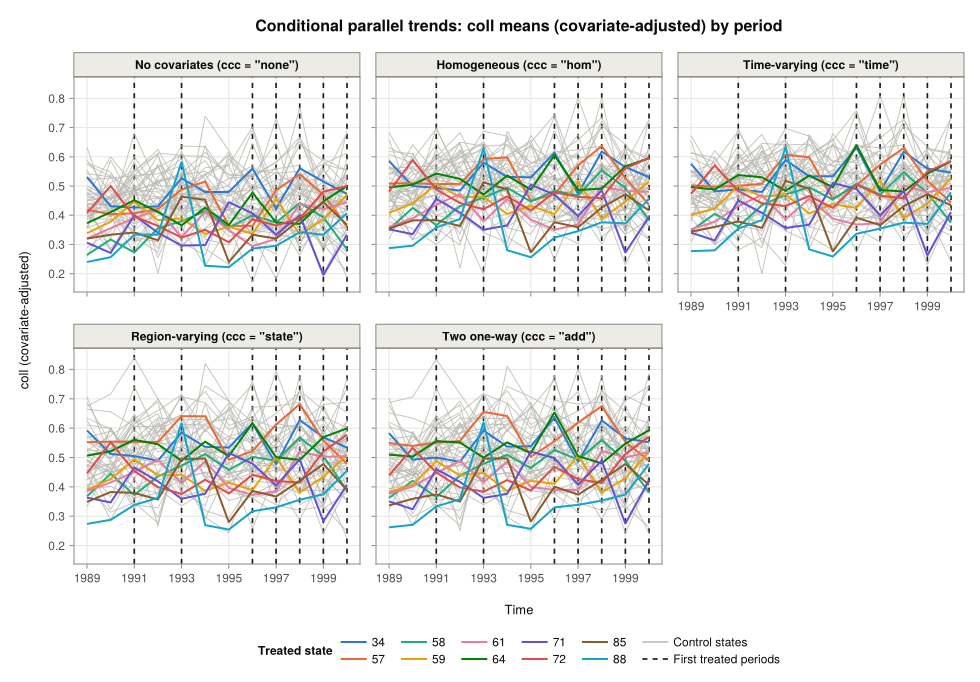 Conditional parallel trends: coll means (covariate-adjusted) by period
No covariates (ccc = "none")
Homogeneous (ccc = "hom")
Time-varying (ccc = "time")
0.8
0.7
0.6
0.5
0.4
0.3
0.2
1989 1991 1993 1995 1997 1999
Region-varying (ccc = "state")
Two one-way (ccc = "add")
0.8
0.7
0.6
0.5
0.4
0.3
0.2
1989 1991 1993 1995 1997 1999
1989 1991 1993 1995 1997 1999
coll (covariate-adjusted)
Time
Treated state
34 58 61 71 85 Control states
57 59 64 72 88 First treated periods